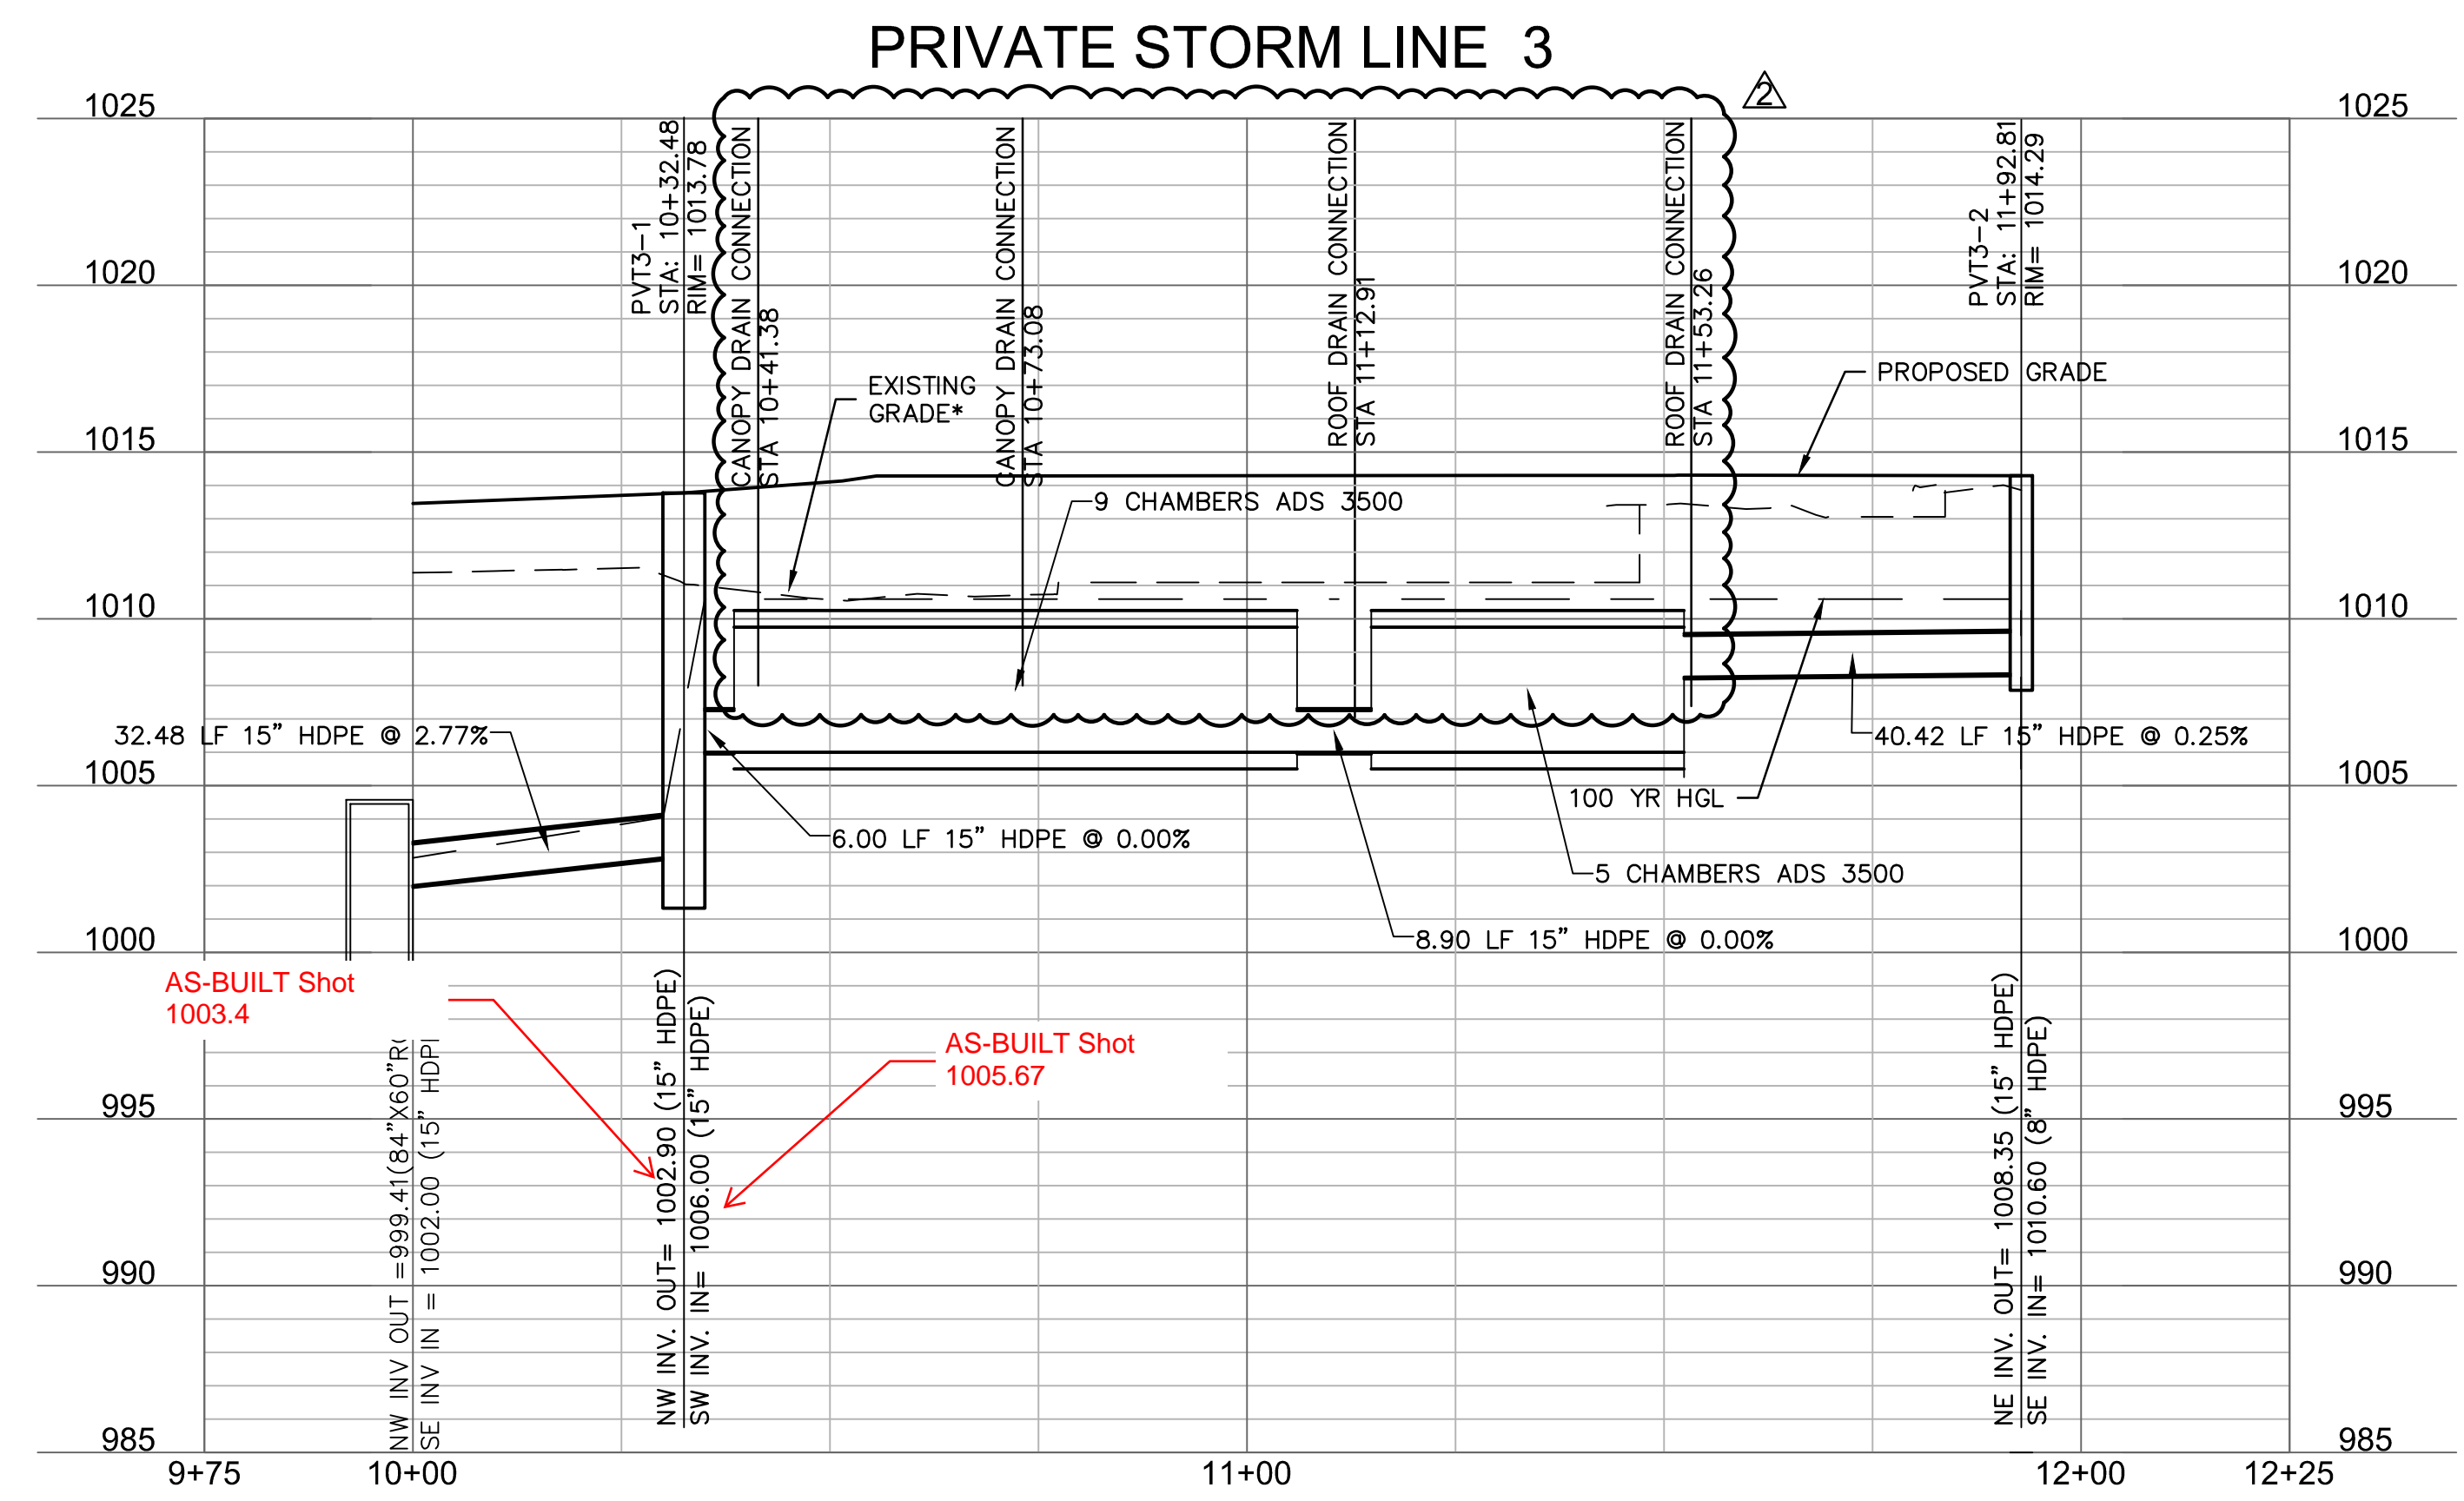 PRIVATE STORM LINE 3
2
1025
1025
1020
1020
1015
1015
1010
1010
1005
1005
1000
1000
995
995
990
990
985
985
PVT3-1
STA: 10+32.48
RIM= 1013.78
CANOPY DRAIN CONNECTION
STA 10+41.38
CANOPY DRAIN CONNECTION
STA 10+73.08
ROOF DRAIN CONNECTION
STA 11+12.91
ROOF DRAIN CONNECTION
STA 11+53.26
PVT3-2
STA: 11+92.81
RIM= 1014.29
EXISTING
GRADE*
PROPOSED GRADE
9 CHAMBERS ADS 3500
32.48 LF 15" HDPE @ 2.77%
40.42 LF 15" HDPE @ 0.25%
100 YR HGL
6.00 LF 15" HDPE @ 0.00%
5 CHAMBERS ADS 3500
8.90 LF 15" HDPE @ 0.00%
AS-BUILT Shot
1003.4
AS-BUILT Shot
1005.67
NW INV OUT =999.41(84"X60"R
SE INV IN = 1002.00 (15" HDP
NW INV. OUT= 1002.90 (15" HDPE)
SW INV. IN= 1006.00 (15" HDPE)
NE INV. OUT= 1008.35 (15" HDPE)
SE INV. IN= 1010.60 (8" HDPE)
9+75
10+00
11+00
12+00
12+25